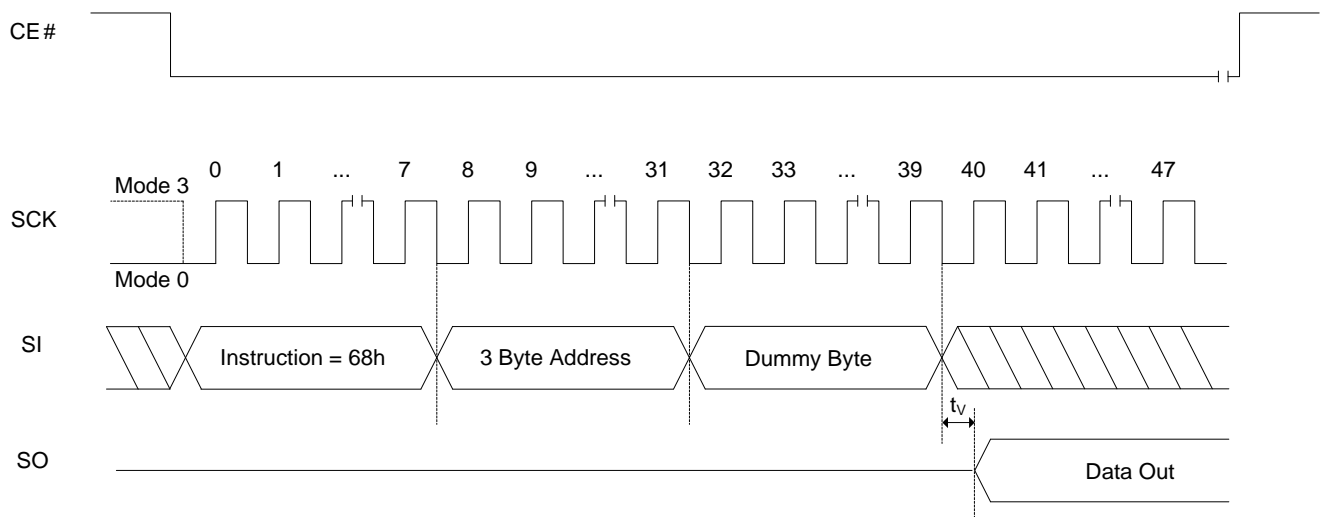 CE#
0 1 ... 7 8 9 ... 31 32 33 ... 39 40 41 ... 47
Mode 3
SCK
Mode 0
SI
Instruction = 68h
3 Byte Address
Dummy Byte
tV
SO
Data Out